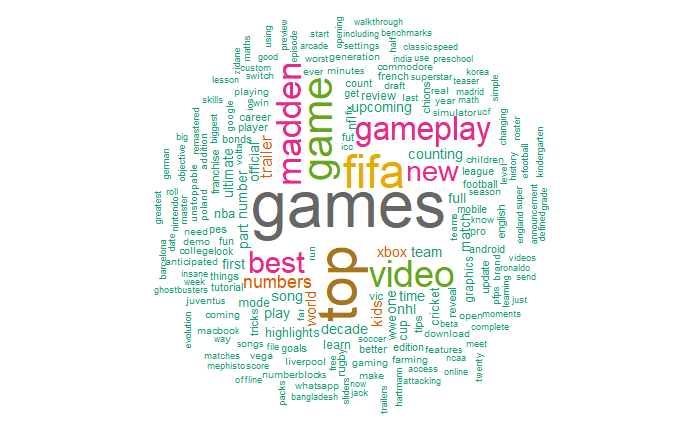 walkthrough
opening
start
including
benchmarks
using
preview
episode
arcade
settings
half
classic
speed
zidane
maths
good
worst
generation
india
use
preschool
custom
ever
minutes
commodore
korea
lesson
switch
french
superstar
teaser
playing
count
draft
real
madrid
simple
skills
google
ios
win
get
review
last
year
math
career
upcoming
chions
simulator
ucf
player
nfl
fix
changing
roster
big
remastered
biggest
bonds
volta
official
trailer
madden
game
fut
ico
gameplay
counting
children
level
history
efootball
kindergarten
german
objective
unstoppable
addition
franchise
ultimate
number
part
fifa
new
league
football
season
super
announcement
grade
defined
england
greatest
nintendo
roll
master
poland
nba
games
full
mobile
know
pro
english
teams
match
date
need
pes
demo
fun
college
look
anticipated
first
best
top
run
xbox
team
video
android
graphics
update
pfps
brand
videos
ronaldo
send
barcelona
insane
week
things
tutorial
numbers
ghostbusters
juventus
mode
song
world
far
kids
vic
wwe
one
time
nhl
cricket
reveal
open
learning
just
moments
evolution
coming
tricks
play
decade
cup
tips
beta
download
complete
macbook
way
highlights
learn
soccer
better
edition
features
meet
songs
file
goals
rugby
free
gaming
farming
ncaa
matches
vega
liverpool
access
online
twenty
mephisto
score
numberblocks
make
attacking
offline
packs
whatsapp
bangladesh
sliders
now
jack
trailers
hartmann